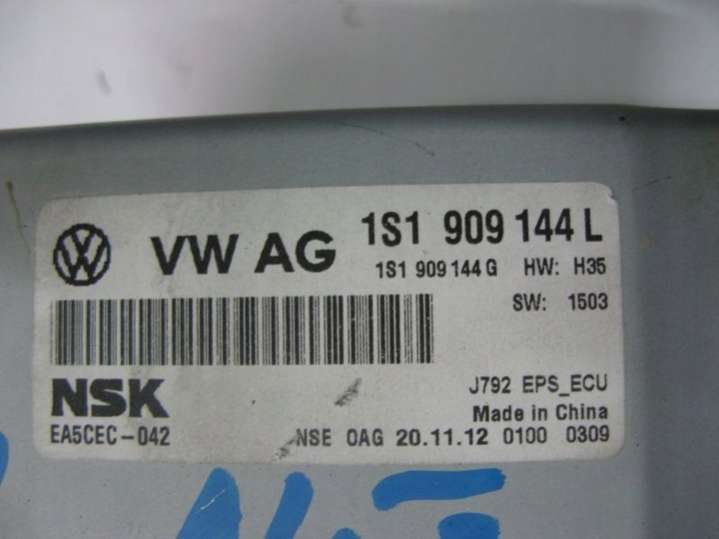 VW AG 1S1 909 144 L
1S1 909 144 G HW: H35
SW: 1503
NSK J792 EPS_ECU
Made in China
EA5CEC-042 NSE 0AG 20.11.12 0100 0309